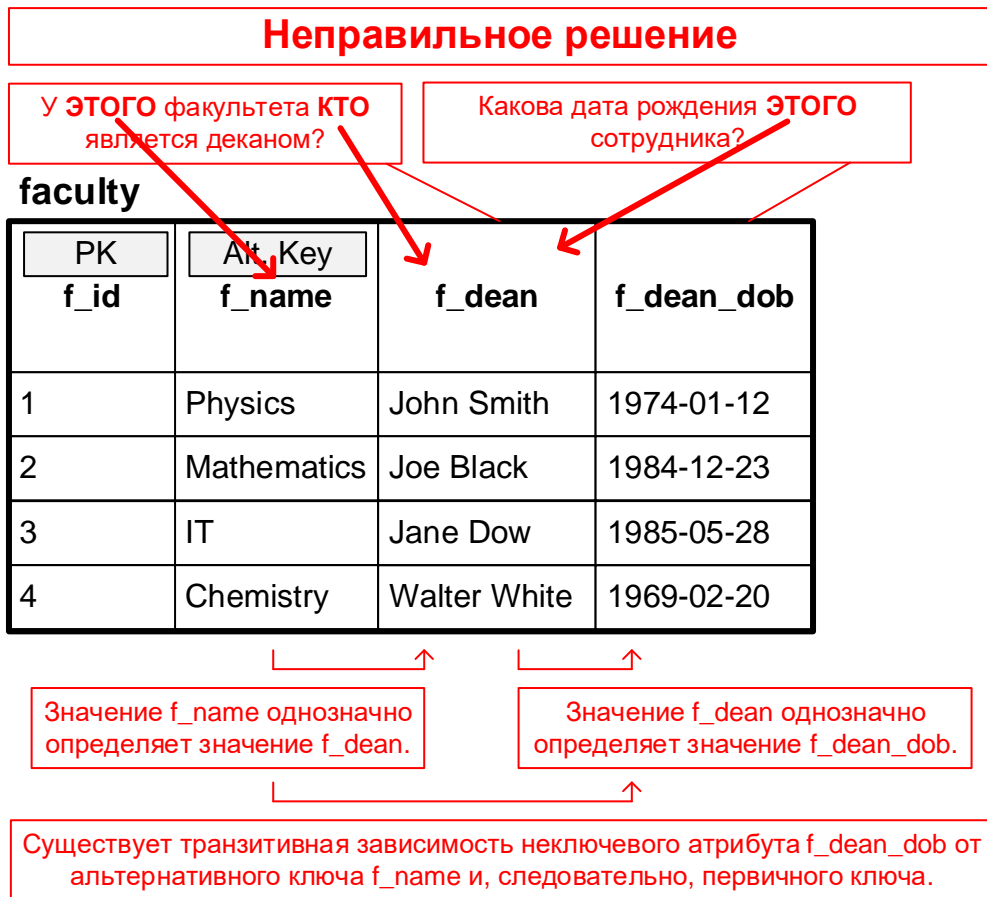 Неправильное решение
У ЭТОГО факультета КТО
является деканом?
Какова дата рождения ЭТОГО
сотрудника?
faculty
PK
Alt. Key
f_id
f_name
f_dean
f_dean_dob
1
Physics
John Smith
1974-01-12
2
Mathematics
Joe Black
1984-12-23
3
IT
Jane Dow
1985-05-28
4
Chemistry
Walter White
1969-02-20
Значение f_name однозначно
определяет значение f_dean.
Значение f_dean однозначно
определяет значение f_dean_dob.
Существует транзитивная зависимость неключевого атрибута f_dean_dob от
альтернативного ключа f_name и, следовательно, первичного ключа.